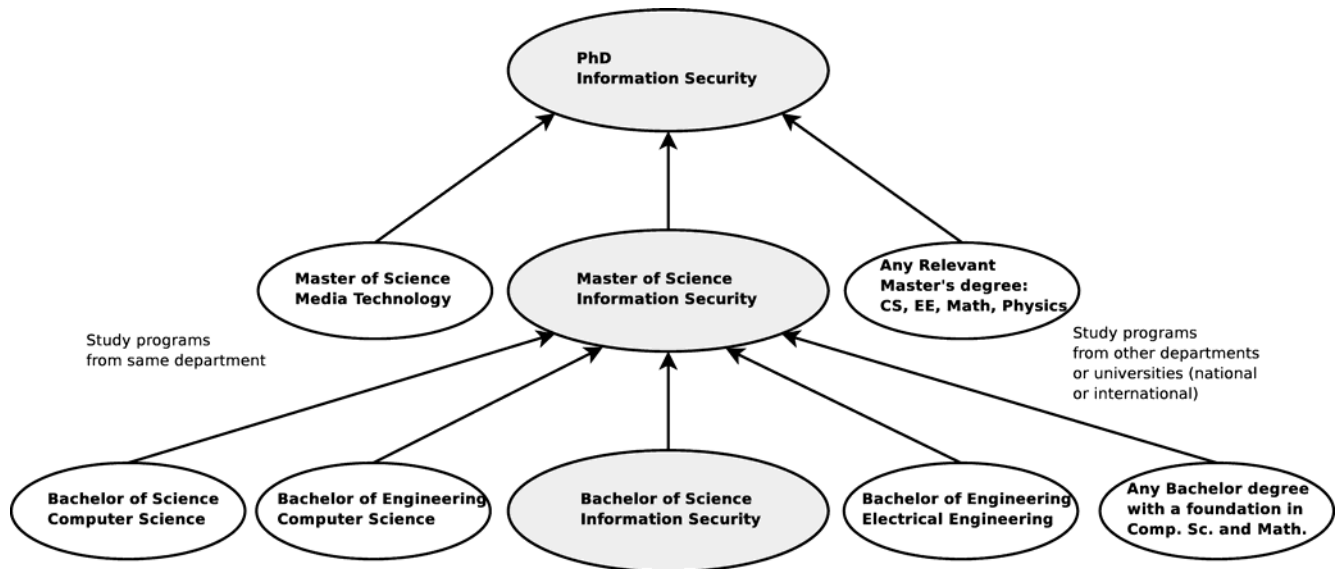 PhD
Information Security
Master of Science
Media Technology
Master of Science
Information Security
Any Relevant
Master's degree:
CS, EE, Math, Physics
Study programs
from same department
Study programs
from other departments
or universities (national
or international)
Bachelor of Science
Computer Science
Bachelor of Engineering
Computer Science
Bachelor of Science
Information Security
Bachelor of Engineering
Electrical Engineering
Any Bachelor degree
with a foundation in
Comp. Sc. and Math.